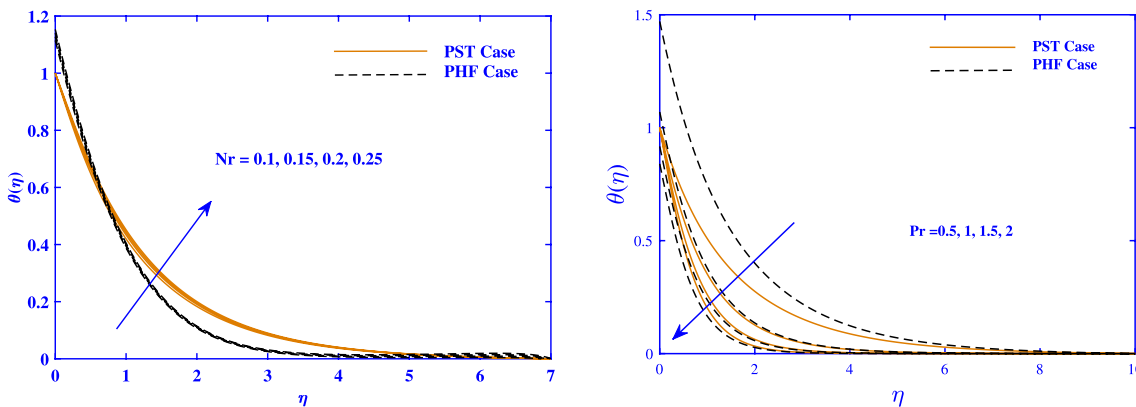 1.2
1
0.8
0.6
0.4
0.2
0
θ(η)
PST Case
PHF Case
Nr = 0.1, 0.15, 0.2, 0.25
0 1 2 3 4 5 6 7
η
1.5
1
0.5
0
θ(η)
PST Case
PHF Case
Pr =0.5, 1, 1.5, 2
0 2 4 6 8 10
η